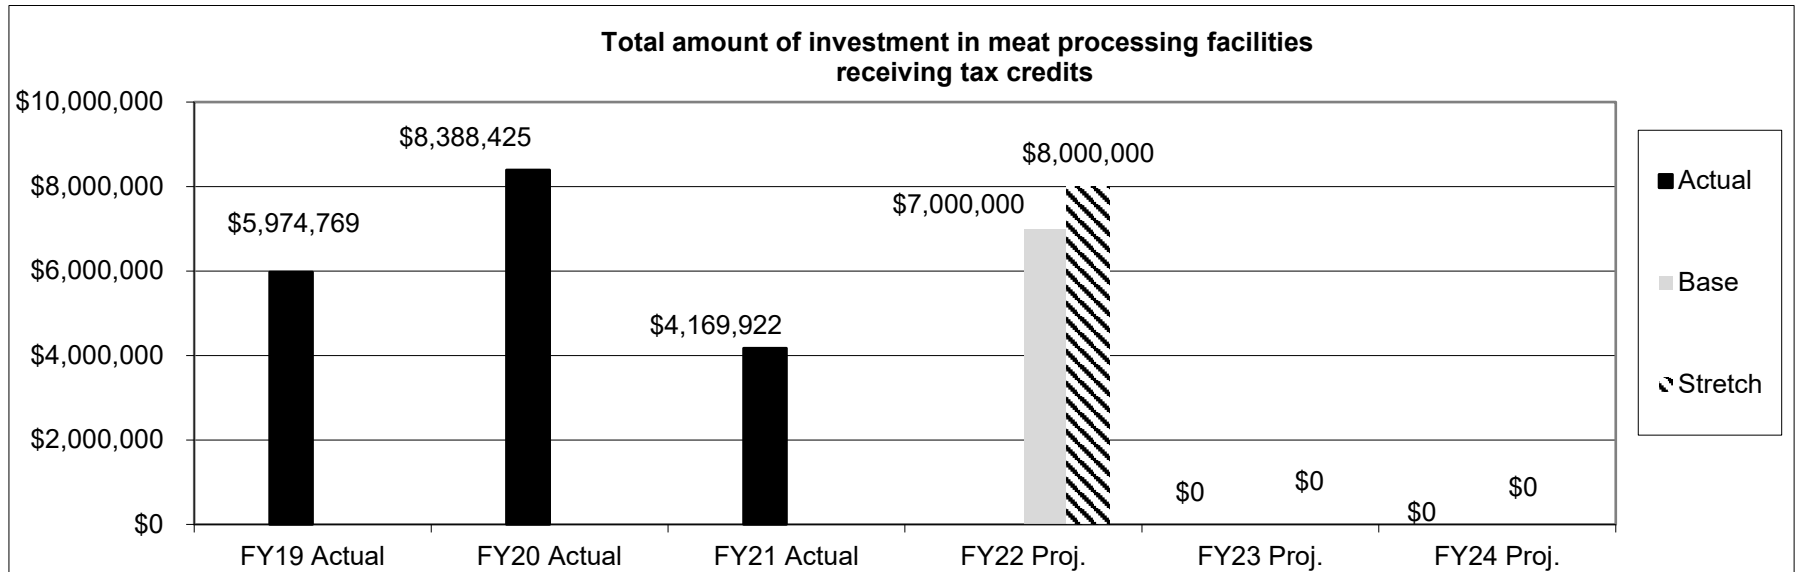 Total amount of investment in meat processing facilities
receiving tax credits
$10,000,000
$8,000,000
$6,000,000
$4,000,000
$2,000,000
$0
$5,974,769
$8,388,425
$4,169,922
$7,000,000
$8,000,000
$0
$0
$0
$0
FY19 Actual
FY20 Actual
FY21 Actual
FY22 Proj.
FY23 Proj.
FY24 Proj.
Actual
Base
Stretch